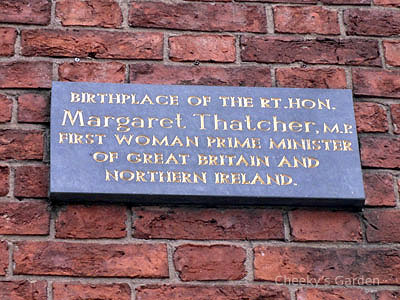 BIRTHPLACE OF THE RT. HON.
Margaret Thatcher, M.P.
FIRST WOMAN PRIME MINISTER
OF GREAT BRITAIN AND
NORTHERN IRELAND.
Cheeky's Garden